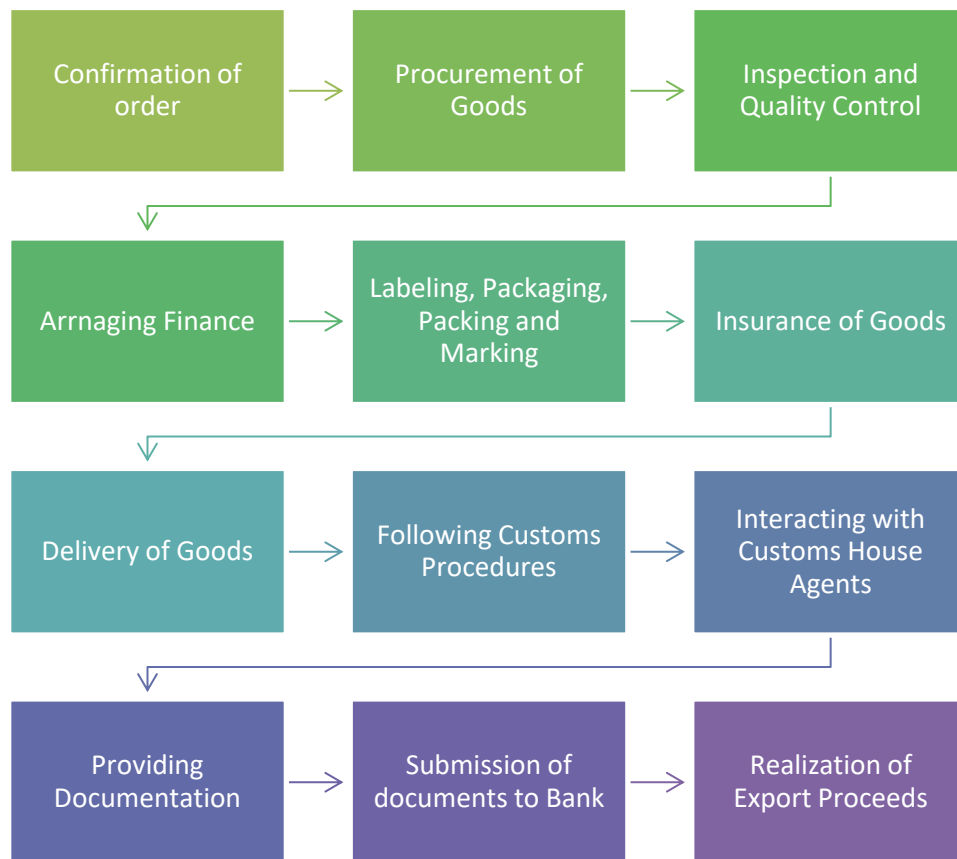 Confirmation of
order
Procurement of
Goods
Inspection and
Quality Control
Arrnaging Finance
Labeling, Packaging,
Packing and
Marking
Insurance of Goods
Delivery of Goods
Following Customs
Procedures
Interacting with
Customs House
Agents
Providing
Documentation
Submission of
documents to Bank
Realization of
Export Proceeds